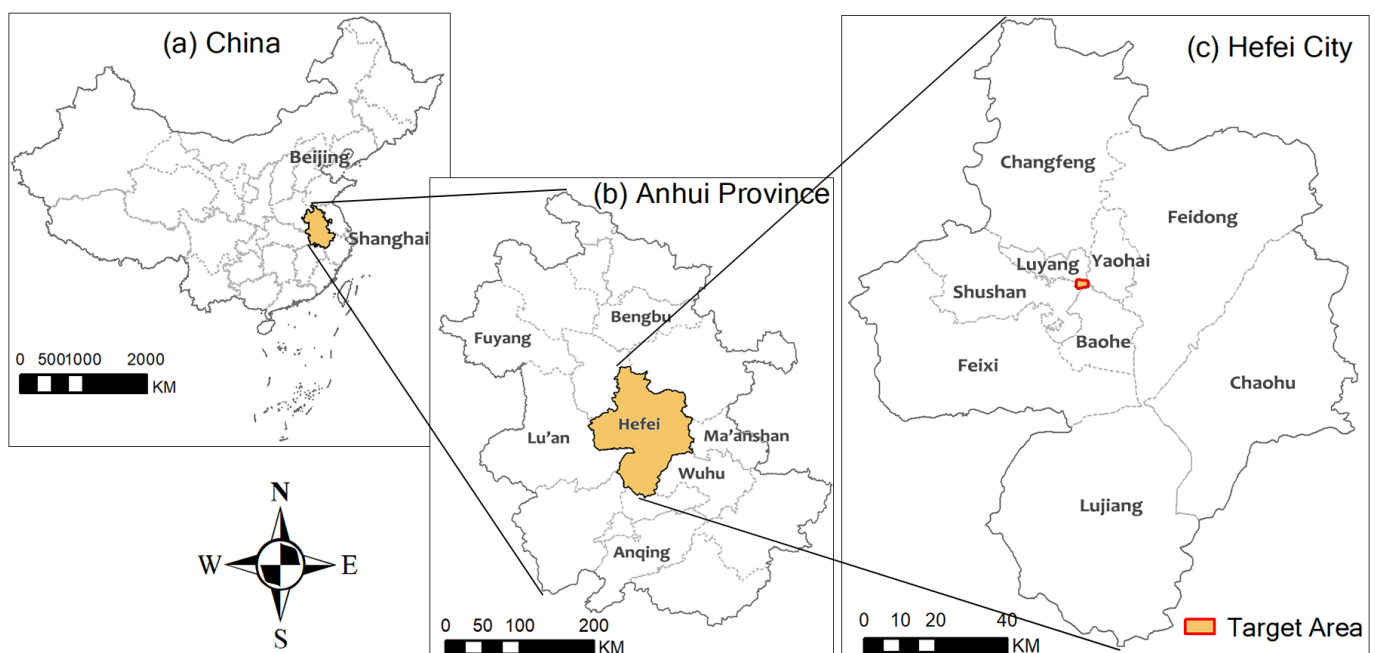 (a) China
Beijing
Shanghai
0 500 1000 2000
KM
N
W E
S
(b) Anhui Province
Bengbu
Fuyang
Hefei
Lu'an
Ma'anshan
Wuhu
Anqing
0 50 100 200
KM
(c) Hefei City
Changfeng
Feidong
Luyang
Yaohai
Shushan
Baohe
Feixi
Chaohu
Lujiang
0 10 20 40
KM
Target Area